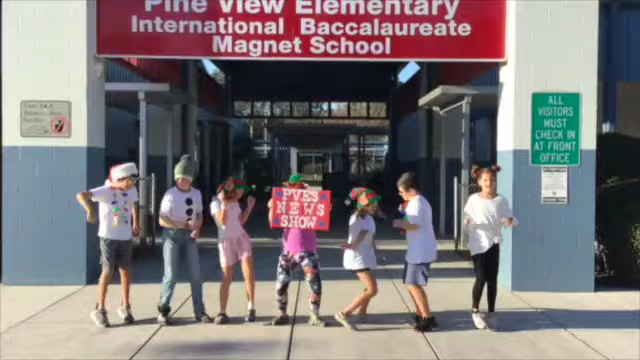 Pine View Elementary
International Baccalaureate
Magnet School
ALL
VISITORS
MUST
CHECK IN
AT FRONT
OFFICE
PVES
NEWS
SHOW